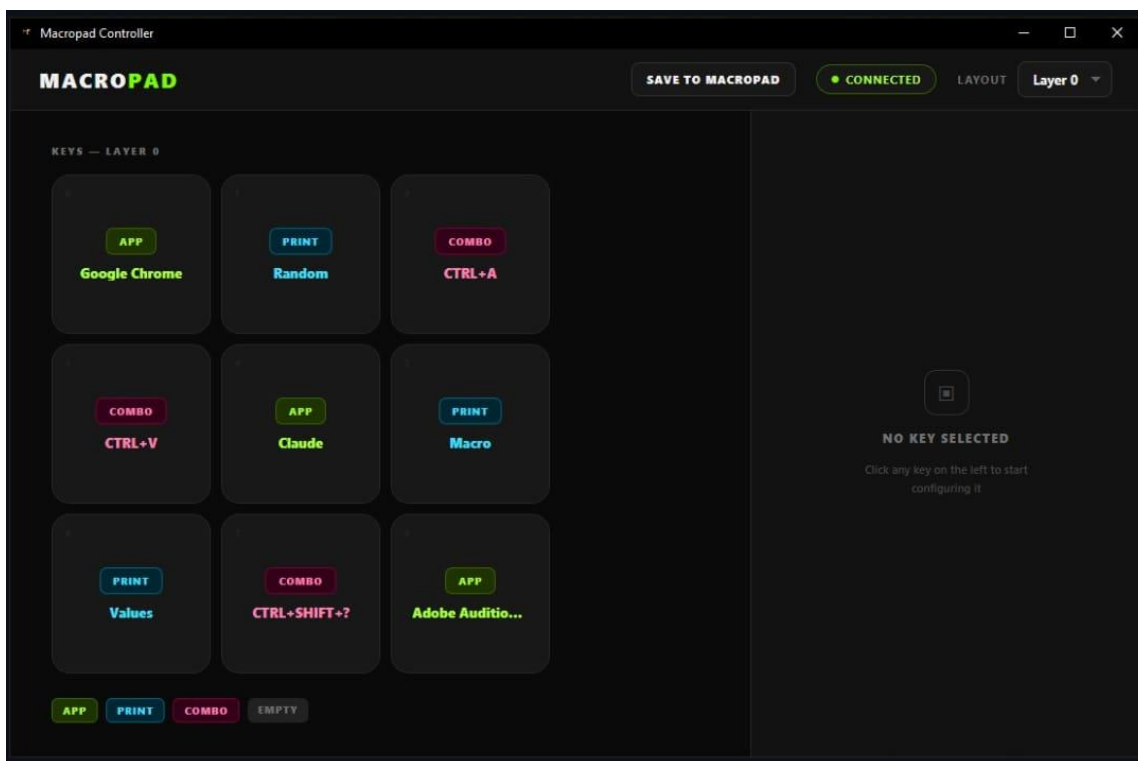 Macropad Controller
MACROPAD
SAVE TO MACROPAD
CONNECTED
LAYOUT
Layer 0
KEYS — LAYER 0
APP
Google Chrome
PRINT
Random
COMBO
CTRL+A
COMBO
CTRL+V
APP
Claude
PRINT
Macro
PRINT
Values
COMBO
CTRL+SHIFT+?
APP
Adobe Auditio...
APP PRINT COMBO EMPTY
NO KEY SELECTED
Click any key on the left to start
configuring it